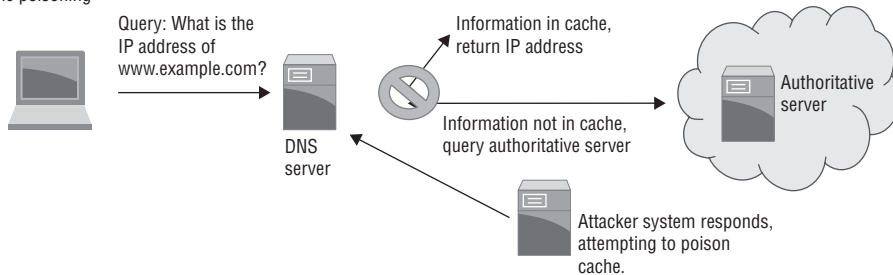 poisoning
Query: What is the
IP address of
www.example.com?
Information in cache,
return IP address
DNS
server
Information not in cache,
query authoritative server
Authoritative
server
Attacker system responds,
attempting to poison
cache.